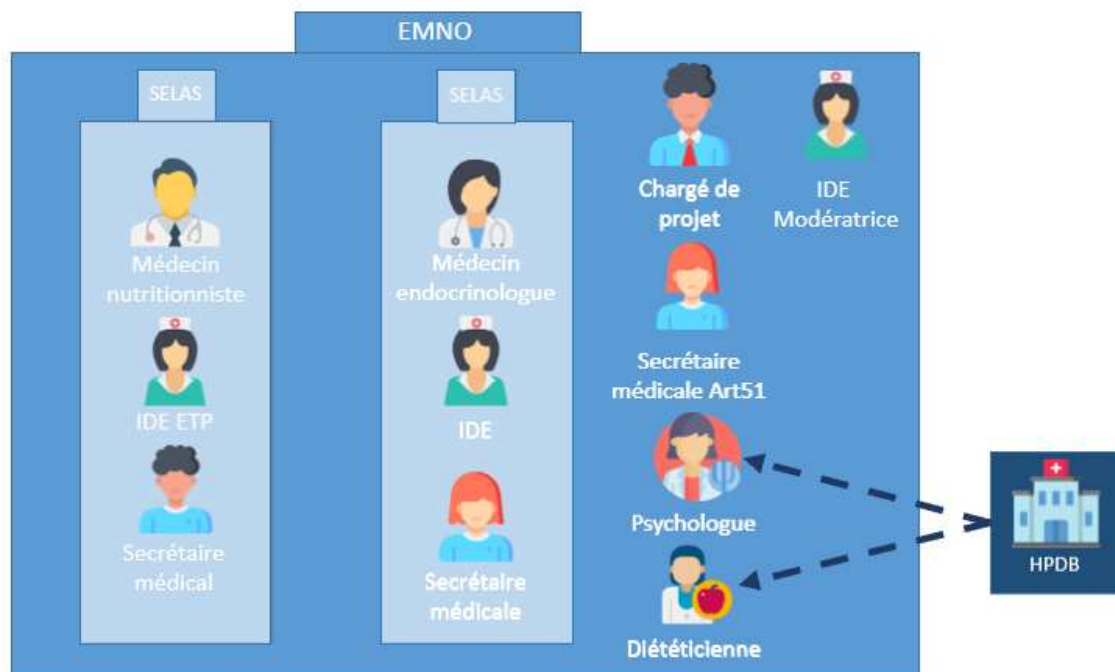 EMNO
SELAS
Médecin
nutritionniste
IDE ETP
Secrétaire
médical
SELAS
Médecin
endocrinologue
IDE
Secrétaire
médicale
Chargé de
projet
IDE
Modératrice
Secrétaire
médicale Art51
Psychologue
Diététicienne
HPDB